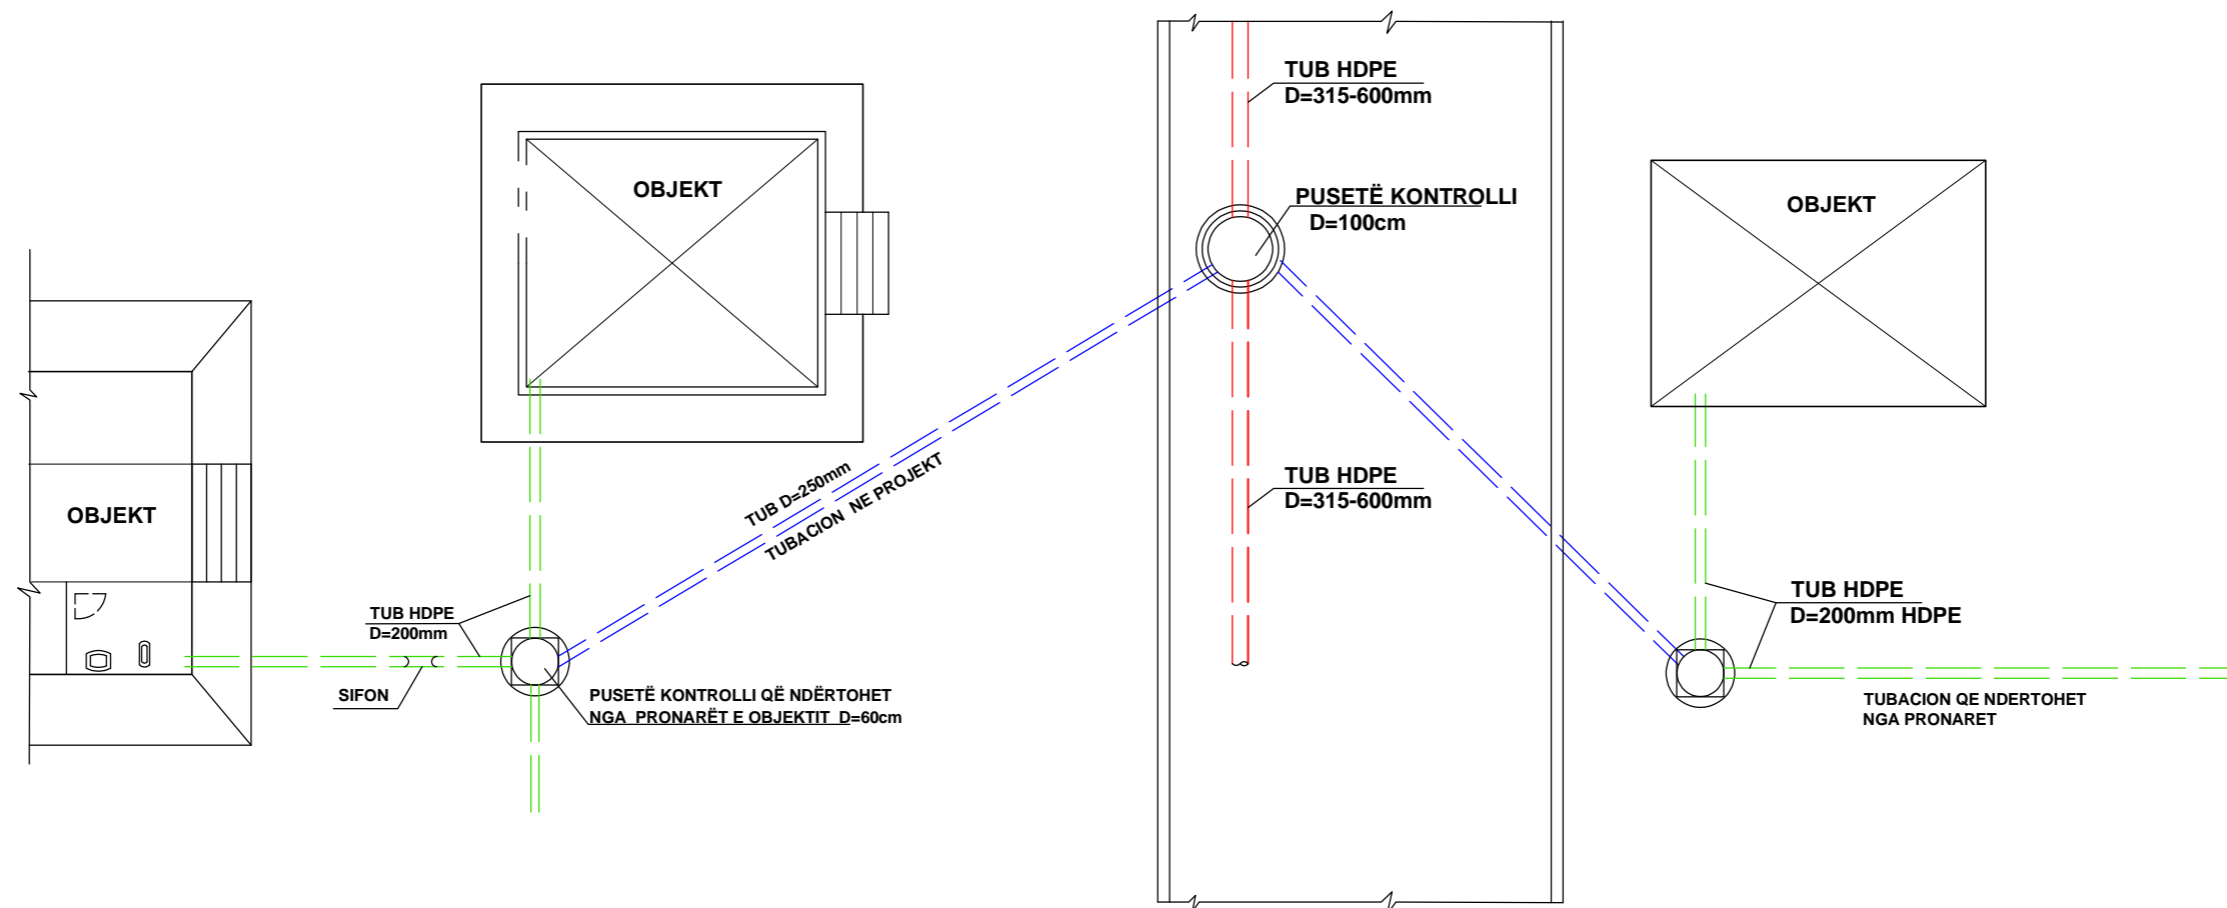 TUB HDPE
D=315-600mm
OBJEKT
PUSETË KONTROLLI
D=100cm
OBJEKT
TUB D=250mm
TUBACION NE PROJEKT
TUB HDPE
D=315-600mm
OBJEKT
TUB HDPE
D=200mm
TUB HDPE
D=200mm HDPE
SIFON
PUSETË KONTROLLI QË NDËRTOHET
NGA PRONARËT E OBJEKTIT D=60cm
TUBACION QE NDERTOHET
NGA PRONARET